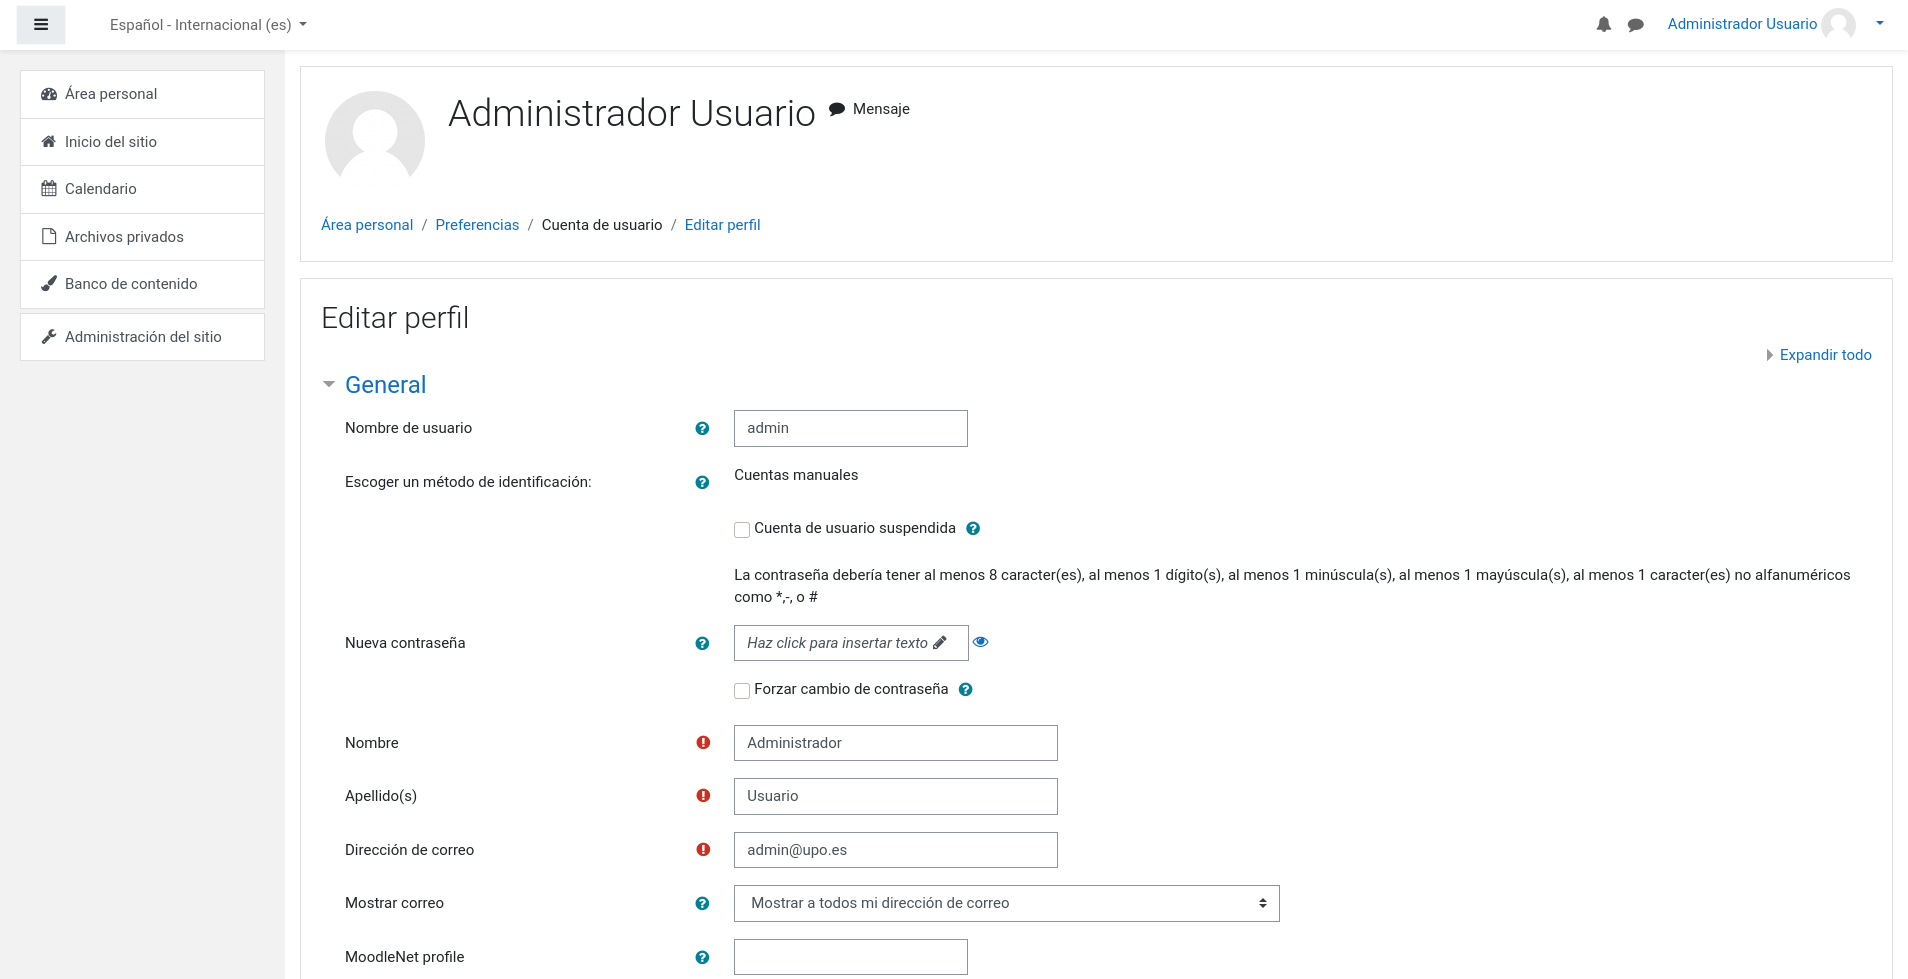 Español - Internacional (es)
Administrador Usuario
Área personal
Inicio del sitio
Calendario
Archivos privados
Banco de contenido
Administración del sitio
Administrador Usuario
Mensaje
Área personal / Preferencias / Cuenta de usuario / Editar perfil
Editar perfil
Expandir todo
General
Nombre de usuario
admin
Escoger un método de identificación:
Cuentas manuales
Cuenta de usuario suspendida
La contraseña debería tener al menos 8 caracter(es), al menos 1 dígito(s), al menos 1 minúscula(s), al menos 1 mayúscula(s), al menos 1 caracter(es) no alfanuméricos
como *,-, o #
Nueva contraseña
Haz click para insertar texto
Forzar cambio de contraseña
Nombre
Administrador
Apellido(s)
Usuario
Dirección de correo
admin@upo.es
Mostrar correo
Mostrar a todos mi dirección de correo
MoodleNet profile